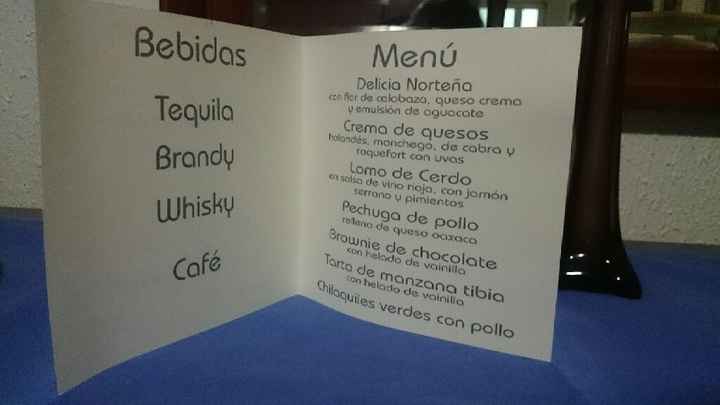 Bebidas
Tequila
Brandy
Whisky
Café
Menú
Delicia Norteña
con flor de calabaza, queso crema
y emulsión de aguacate
Crema de quesos
holandés, manchego, de cabra y
roquefort con uvas
Lomo de Cerdo
en salsa de vino rioja, con jamón
serrano y pimientos
Pechuga de pollo
rellena de queso oaxaca
Brownie de chocolate
con helado de vainilla
Tarta de manzana tibia
con helado de vainilla
Chilaquiles verdes con pollo